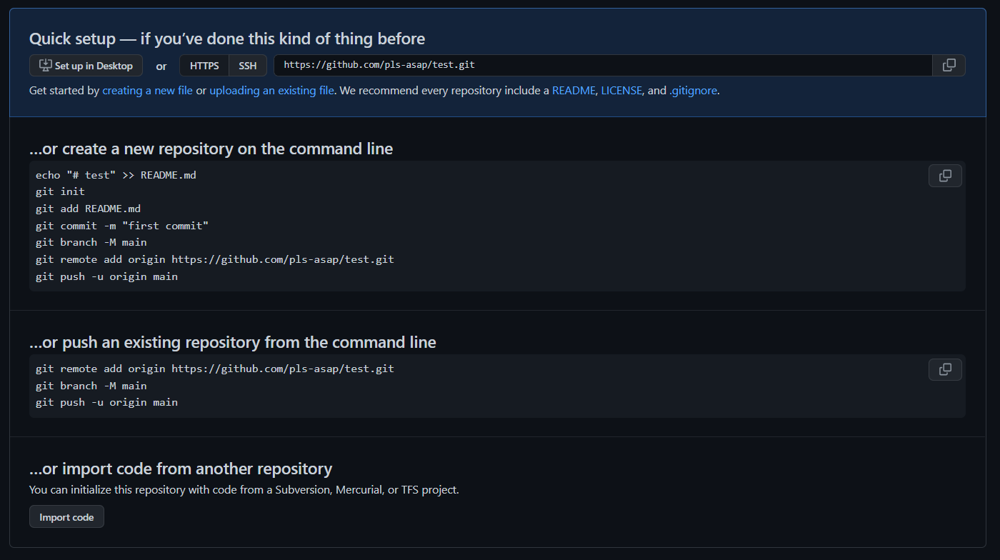 Quick setup — if you’ve done this kind of thing before
Set up in Desktop or HTTPS SSH https://github.com/pls-asap/test.git
Get started by creating a new file or uploading an existing file. We recommend every repository include a README, LICENSE, and .gitignore.
…or create a new repository on the command line
echo "# test" >> README.md
git init
git add README.md
git commit -m "first commit"
git branch -M main
git remote add origin https://github.com/pls-asap/test.git
git push -u origin main
…or push an existing repository from the command line
git remote add origin https://github.com/pls-asap/test.git
git branch -M main
git push -u origin main
…or import code from another repository
You can initialize this repository with code from a Subversion, Mercurial, or TFS project.
Import code